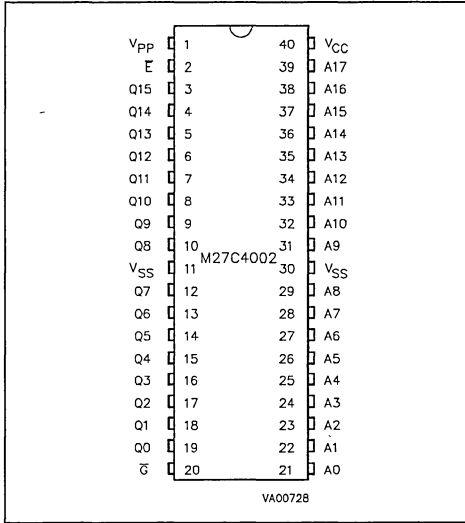 V_PP 1 40 V_CC
E̅ 2 39 A17
Q15 3 38 A16
Q14 4 37 A15
Q13 5 36 A14
Q12 6 35 A13
Q11 7 34 A12
Q10 8 33 A11
Q9 9 32 A10
Q8 10 31 A9
M27C4002
V_SS 11 30 V_SS
Q7 12 29 A8
Q6 13 28 A7
Q5 14 27 A6
Q4 15 26 A5
Q3 16 25 A4
Q2 17 24 A3
Q1 18 23 A2
Q0 19 22 A1
G̅ 20 21 A0
VA00728